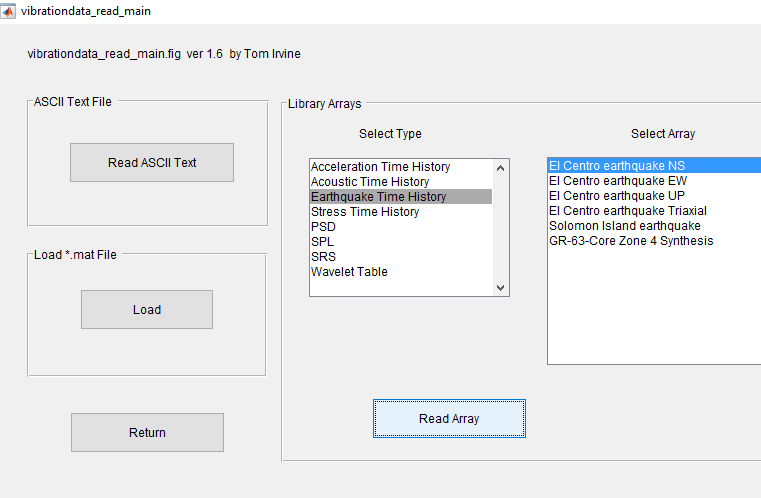 vibrationdata_read_main
vibrationdata_read_main.fig ver 1.6 by Tom Irvine
ASCII Text File
Read ASCII Text
Load *.mat File
Load
Return
Library Arrays
Select Type
Acceleration Time History
Acoustic Time History
Earthquake Time History
Stress Time History
PSD
SPL
SRS
Wavelet Table
Select Array
El Centro earthquake NS
El Centro earthquake EW
El Centro earthquake UP
El Centro earthquake Triaxial
Solomon Island earthquake
GR-63-Core Zone 4 Synthesis
Read Array